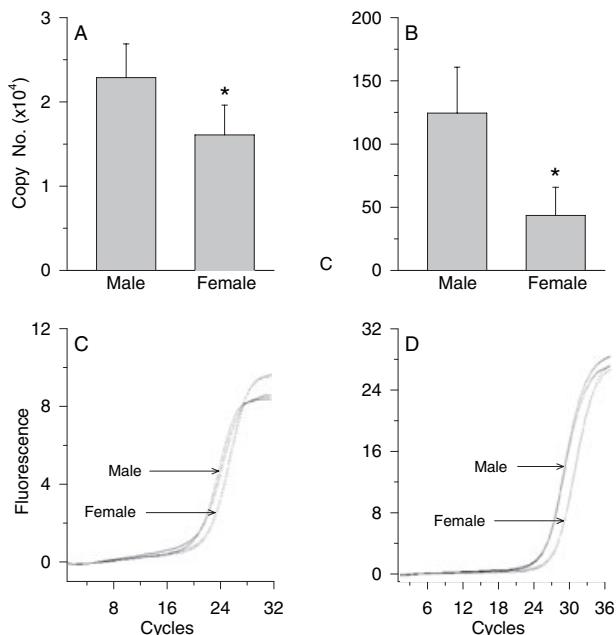 A
Copy No. (x10⁴)
3
2
1
0
*
Male
Female
B
200
150
100
50
0
*
Male
Female
C
C
Fluorescence
12
8
4
0
Male
Female
8
16
24
32
Cycles
D
32
24
16
8
0
Male
Female
6
12
18
24
30
36
Cycles